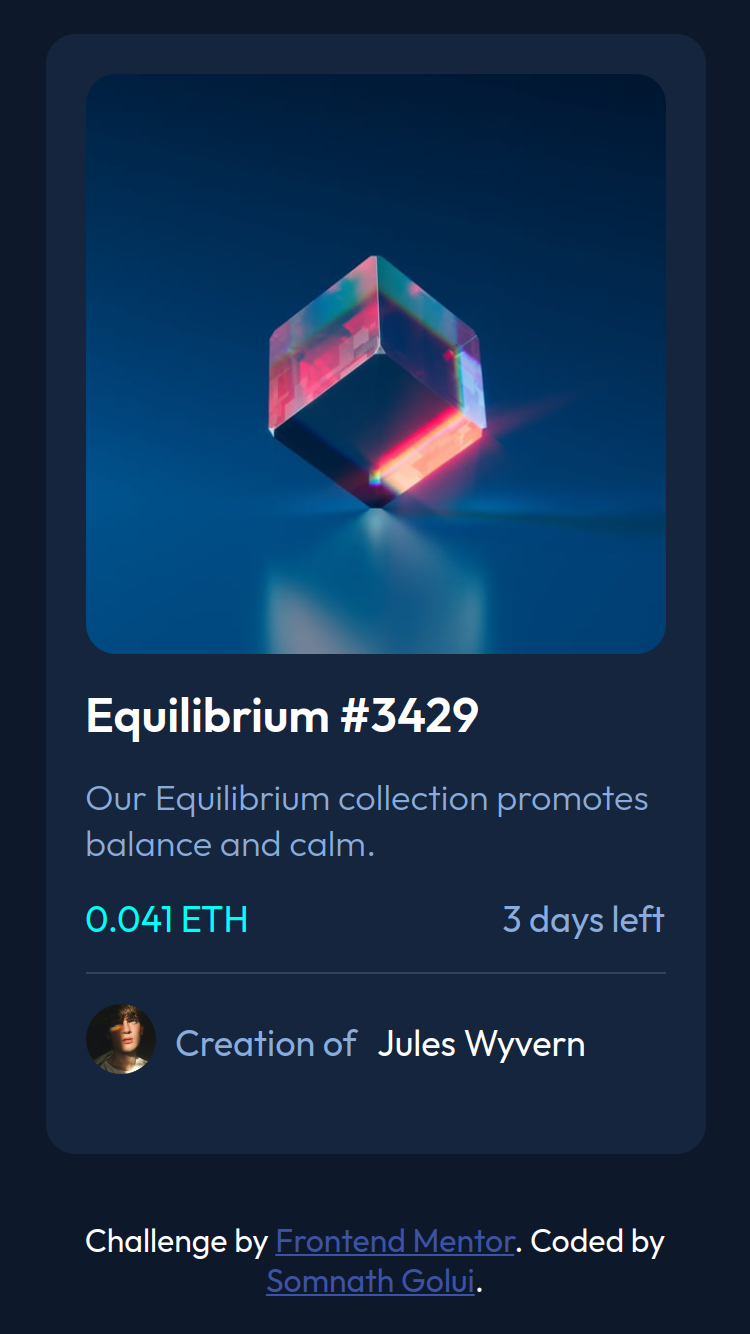 Equilibrium #3429
Our Equilibrium collection promotes
balance and calm.
0.041 ETH
3 days left
Creation of Jules Wyvern
Challenge by Frontend Mentor. Coded by
Somnath Golui.